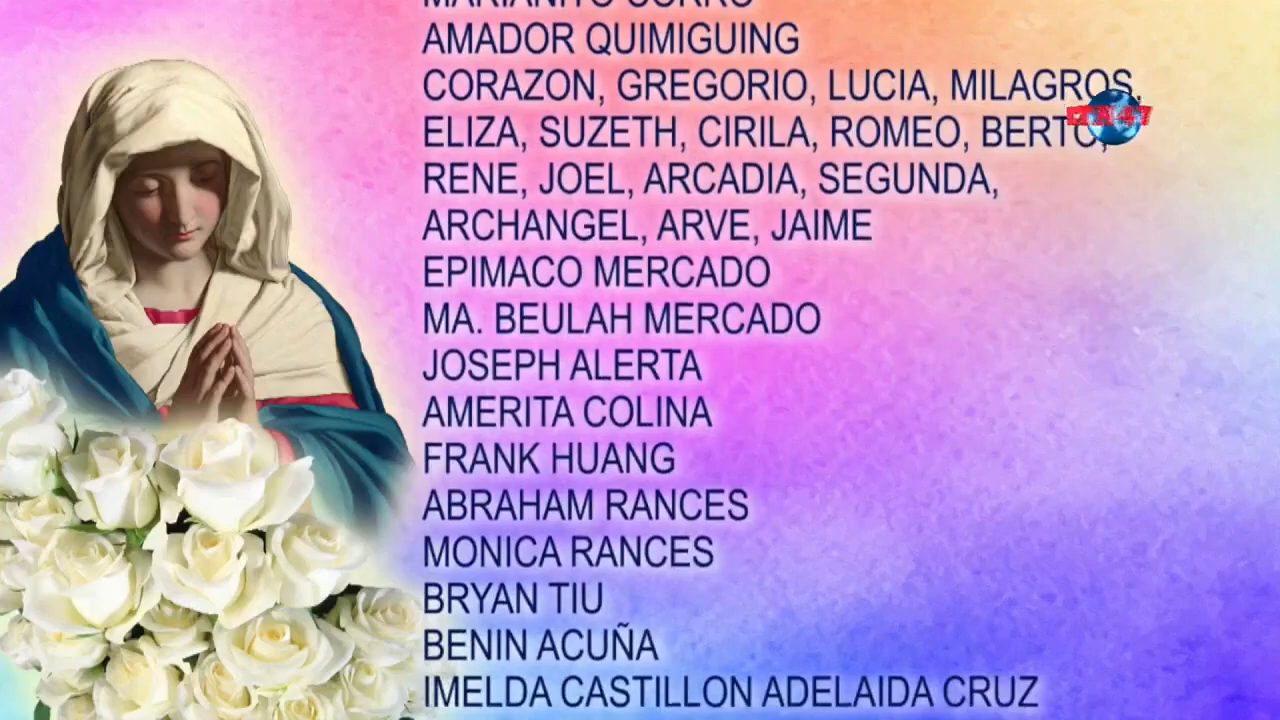 AMADOR QUIMIGUING
CORAZON, GREGORIO, LUCIA, MILAGROS,
ELIZA, SUZETH, CIRILA, ROMEO, BERTO,
RENE, JOEL, ARCADIA, SEGUNDA,
ARCHANGEL, ARVE, JAIME
EPIMACO MERCADO
MA. BEULAH MERCADO
JOSEPH ALERTA
AMERITA COLINA
FRANK HUANG
ABRAHAM RANCES
MONICA RANCES
BRYAN TIU
BENIN ACUÑA
IMELDA CASTILLON ADELAIDA CRUZ